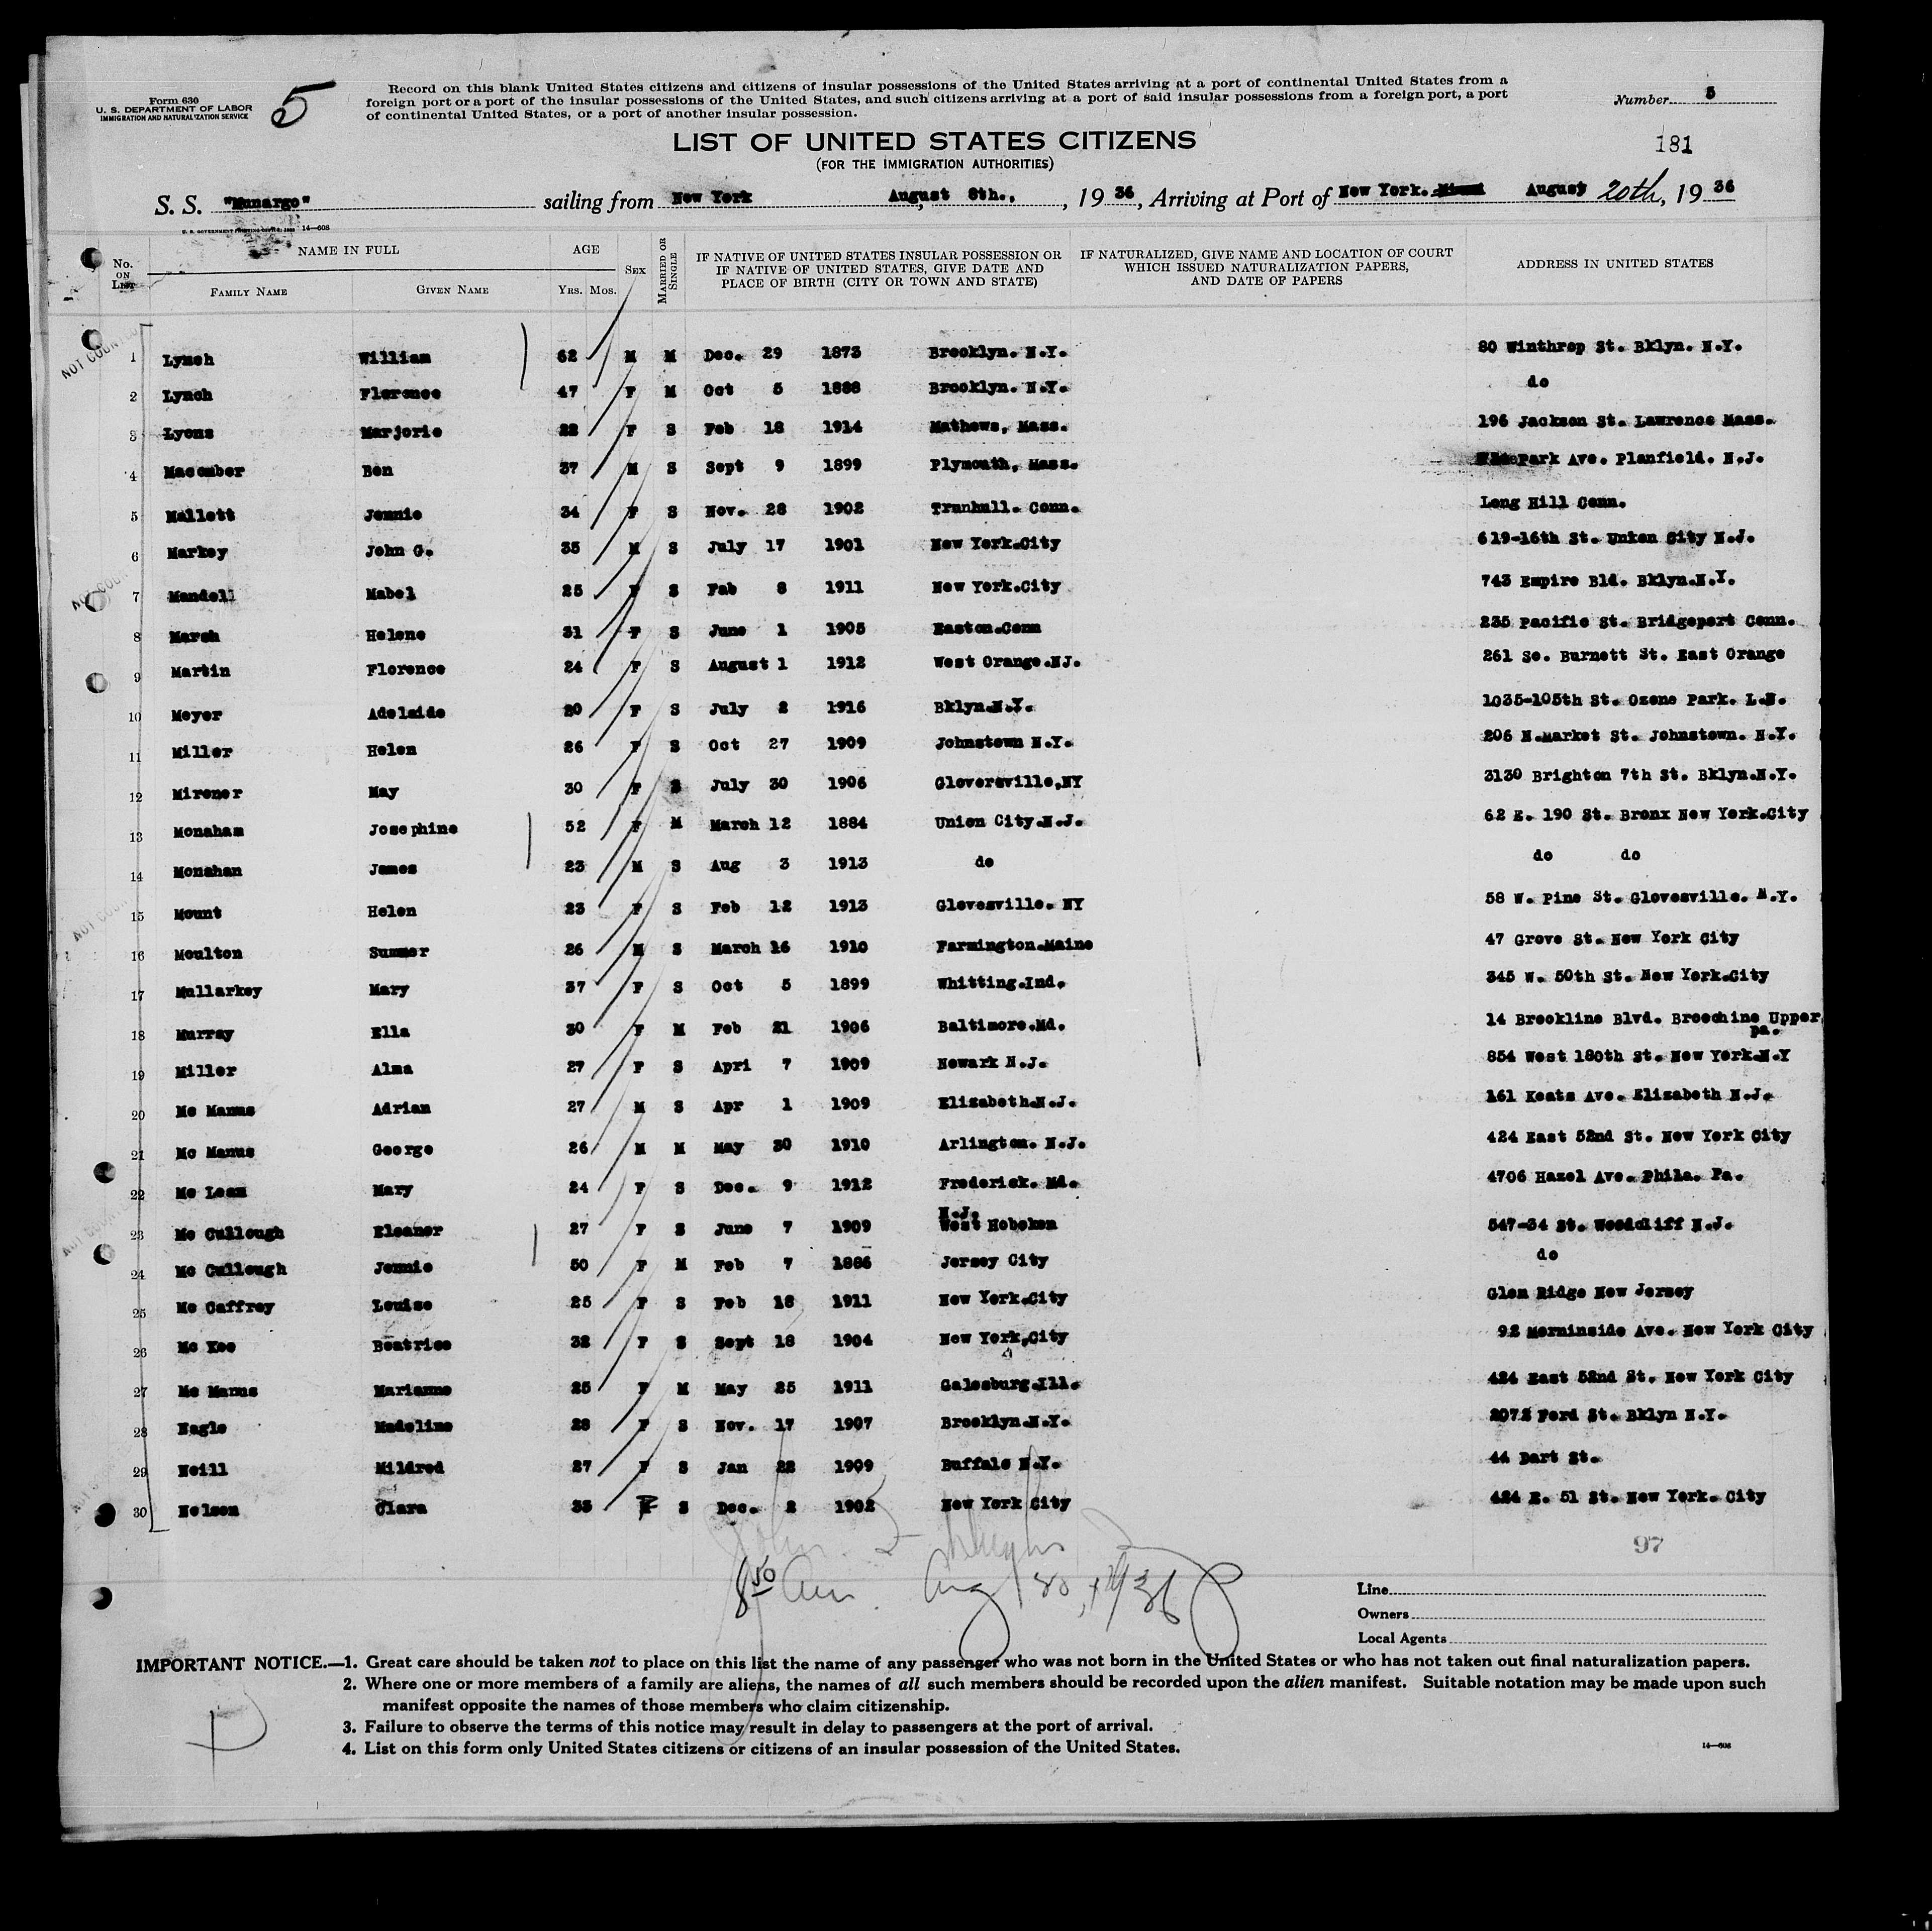 Form 630
U. S. DEPARTMENT OF LABOR
IMMIGRATION AND NATURALIZATION SERVICE
5
Record on this blank United States citizens and citizens of insular possessions of the United States arriving at a port of continental United States from a
foreign port or a port of the insular possessions of the United States, and such citizens arriving at a port of said insular possessions from a foreign port, a port
of continental United States, or a port of another insular possession.
Number 5
LIST OF UNITED STATES CITIZENS
(FOR THE IMMIGRATION AUTHORITIES)
181
S. S. "Munargo" sailing from New York August 8th., , 19 36, Arriving at Port of New York. Miami August 20th, 19 36
U. S. GOVERNMENT PRINTING OFFICE 14—608
No. ON LIST NAME IN FULL FAMILY NAME GIVEN NAME AGE YRS. MOS. SEX MARRIED OR SINGLE IF NATIVE OF UNITED STATES INSULAR POSSESSION OR IF NATIVE OF UNITED STATES, GIVE DATE AND PLACE OF BIRTH (CITY OR TOWN AND STATE) IF NATURALIZED, GIVE NAME AND LOCATION OF COURT WHICH ISSUED NATURALIZATION PAPERS, AND DATE OF PAPERS ADDRESS IN UNITED STATES
1 Lynch William 62 M M Dec. 29 1873 Brooklyn. N.Y. 80 Winthrop St. Bklyn. N.Y.
2 Lynch Florence 47 F M Oct 5 1888 Brooklyn. N.Y. do
3 Lyons Marjorie 22 F S Feb 18 1914 Mathews, Mass. 196 Jackson St. Lawrence Mass.
4 Macomber Ben 37 M S Sept 9 1899 Plymouth, Mass. Park Ave. Planfield. N.J.
5 Mallett Jennie 34 F S Nov. 28 1902 Trunhull. Conn. Long Hill Conn.
6 Markey John G. 35 M S July 17 1901 New York.City 619-16th St. Union City N.J.
7 Mandell Mabel 25 F S Fab 8 1911 New York.City 743 Empire Bld. Bklyn.N.Y.
8 Marsh Helene 31 F S June 1 1905 Easton.Conn 235 Pacific St. Bridgeport Conn.
9 Martin Florence 24 F S August 1 1912 West Orange.NJ. 261 So. Burnett St. East Orange
10 Meyer Adelaide 20 F S July 2 1916 Bklyn.N.Y. 1035-105th St. Ozone Park. L.N.
11 Miller Helen 26 F S Oct 27 1909 Johnstown N.Y. 206 N.Market St. Johnstown. N.Y.
12 Mirener May 30 F S July 30 1906 Gloversville,NY 3130 Brighton 7th St. Bklyn.N.Y.
13 Monaham Josephine 52 F M March 12 1884 Union City.N.J. 62 E. 190 St. Bronx New York.City
14 Monahan James 23 M S Aug 3 1913 do do do
15 Mount Helen 23 F S Feb 12 1913 Glovesville. NY 58 W. Pine St. Glovesville. N.Y.
16 Moulton Sumner 26 M S March 16 1910 Farmington.Maine 47 Grove St. New York City
17 Mullarkey Mary 37 F S Oct 5 1899 Whitting.Ind. 345 W. 50th St. New York.City
18 Murray Ella 30 F M Feb 21 1906 Baltimore.Md. 14 Brookline Blvd. Upper
pa.
19 Miller Alma 27 F S Apri 7 1909 Newark N.J. 854 West 180th St. New York.N.Y
20 Mc Manus Adrian 27 M S Apr 1 1909 Elizabeth.N.J. 161 Keats Ave. Elizabeth N.J.
21 Mc Manus George 26 M M May 30 1910 Arlington. N.J. 424 East 52nd St. New York City
22 Mc Lean Mary 24 F S Dec. 9 1912 Frederick. Md. 4706 Hazel Ave. Phila. Pa.
N.J.
23 Mc Cullough Eleanor 27 F S June 7 1909 West Hoboken 547-34 St. Woodcliff N.J.
24 Mc Cullough Jennie 50 F M Feb 7 1886 Jersey City do
25 Mc Caffrey Louise 25 F S Feb 18 1911 New York.City Glen Ridge New Jersey
26 Mc Kee Beatrice 32 F S Sept 18 1904 New York,City 92 Morninside Ave. New York City
27 Mc Manus Marianne 25 F M May 25 1911 Galesburg.Ill. 424 East 52nd St. New York City
28 Nagle Madeline 28 F S Nov. 17 1907 Brooklyn.N.Y. 2072 Ford St. Bklyn N.Y.
29 Neill Mildred 27 F S Jan 22 1909 Buffalo N.Y. 44 Dart St.
30 Nelson Clara 33 F S Dec. 2 1902 New York City 424 E. 51 St. New York. City
97
John
8 50 Am. Aug 20, 1936
Line
Owners
Local Agents
IMPORTANT NOTICE.—1. Great care should be taken not to place on this list the name of any passenger who was not born in the United States or who has not taken out final naturalization papers.
2. Where one or more members of a family are aliens, the names of all such members should be recorded upon the alien manifest. Suitable notation may be made upon such
manifest opposite the names of those members who claim citizenship.
3. Failure to observe the terms of this notice may result in delay to passengers at the port of arrival.
4. List on this form only United States citizens or citizens of an insular possession of the United States.
14—608